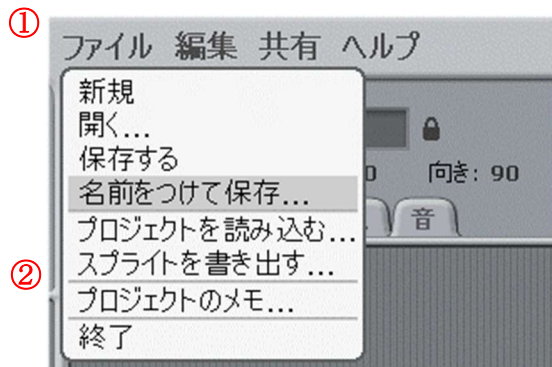 ①
ファイル 編集 共有 ヘルプ
新規
開く...
保存する
名前をつけて保存...
プロジェクトを読み込む...
スプライトを書き出す...
②
プロジェクトのメモ...
終了
0 向き: 90
音